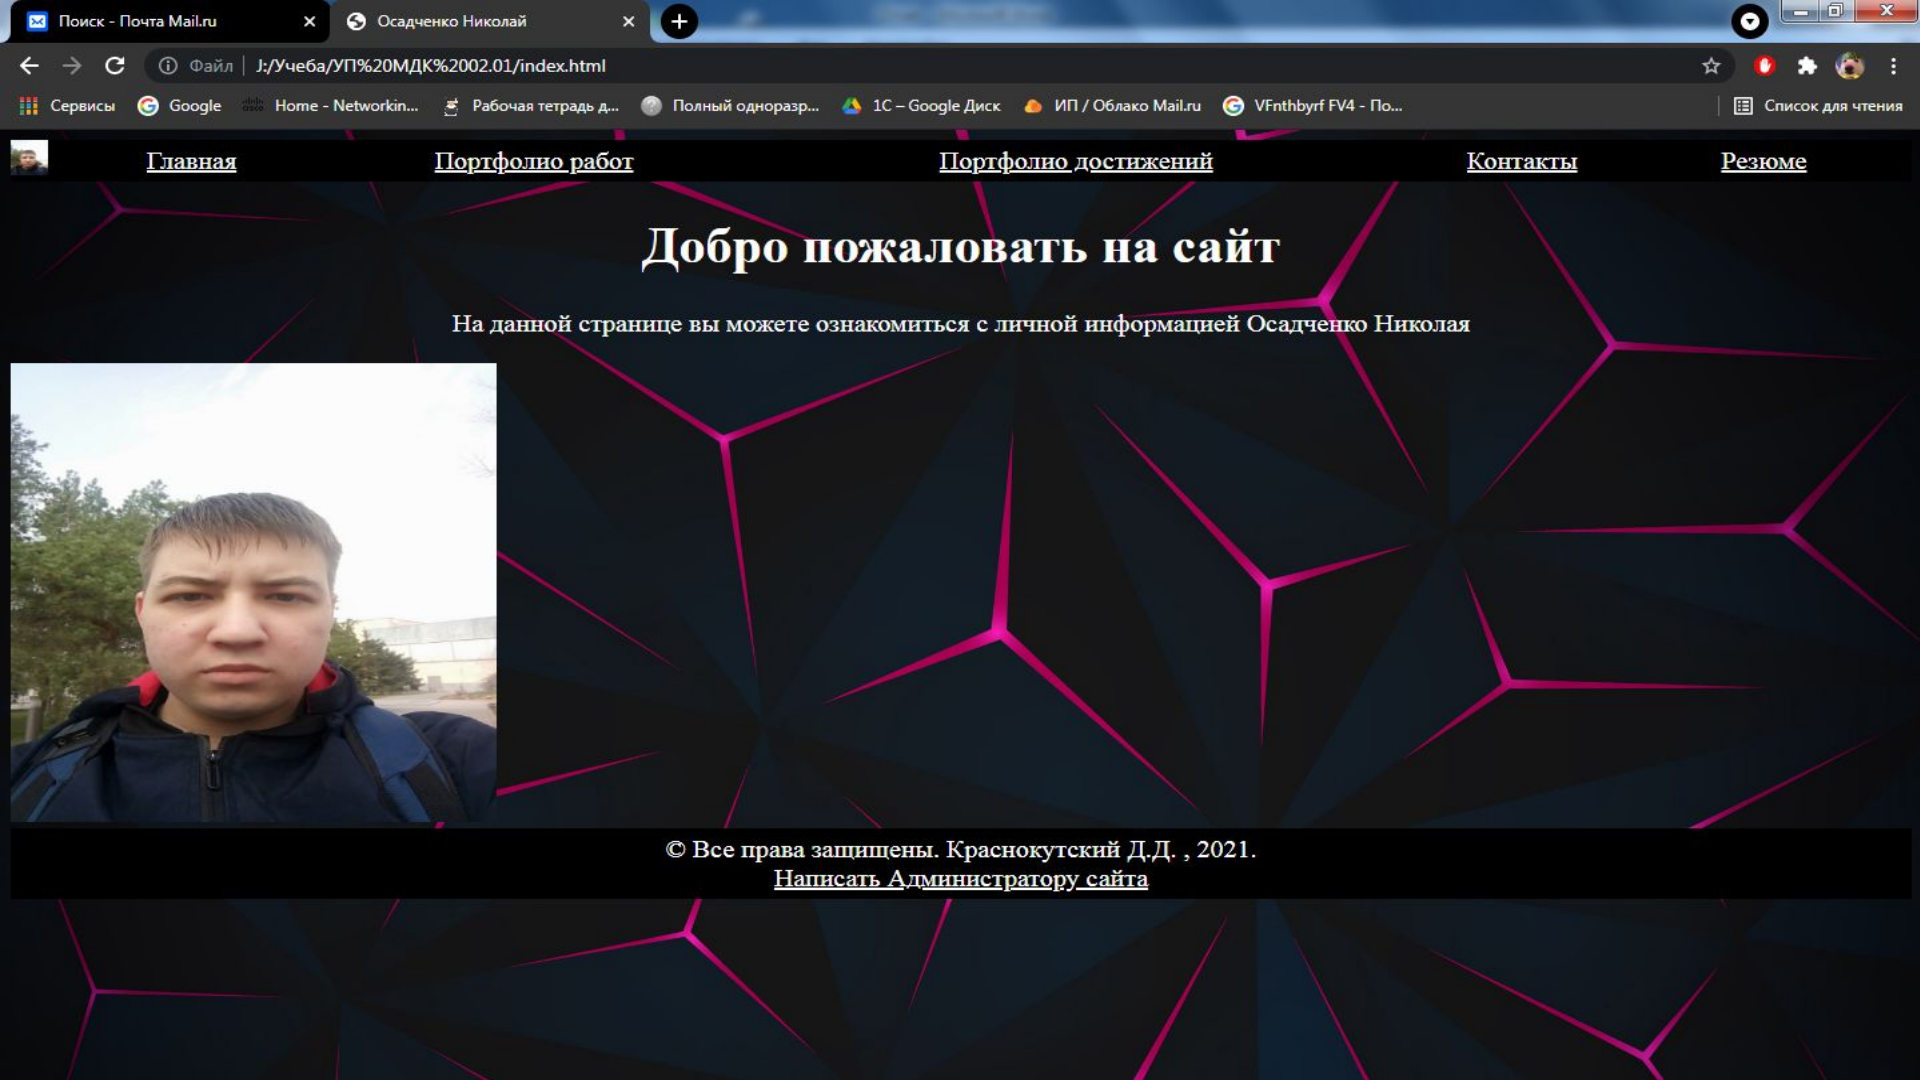 Поиск - Почта Mail.ru
Осадченко Николай
Файл | J:/Учеба/УП%20МДК%2002.01/index.html
Сервисы Google Home - Networkin... Рабочая тетрадь д... Полный одноразр... 1С – Google Диск ИП / Облако Mail.ru VFnthbyrf FV4 - По... Список для чтения
Главная Портфолио работ Портфолио достижений Контакты Резюме
Добро пожаловать на сайт
На данной странице вы можете ознакомиться с личной информацией Осадченко Николая
© Все права защищены. Краснокутский Д.Д. , 2021.
Написать Администратору сайта